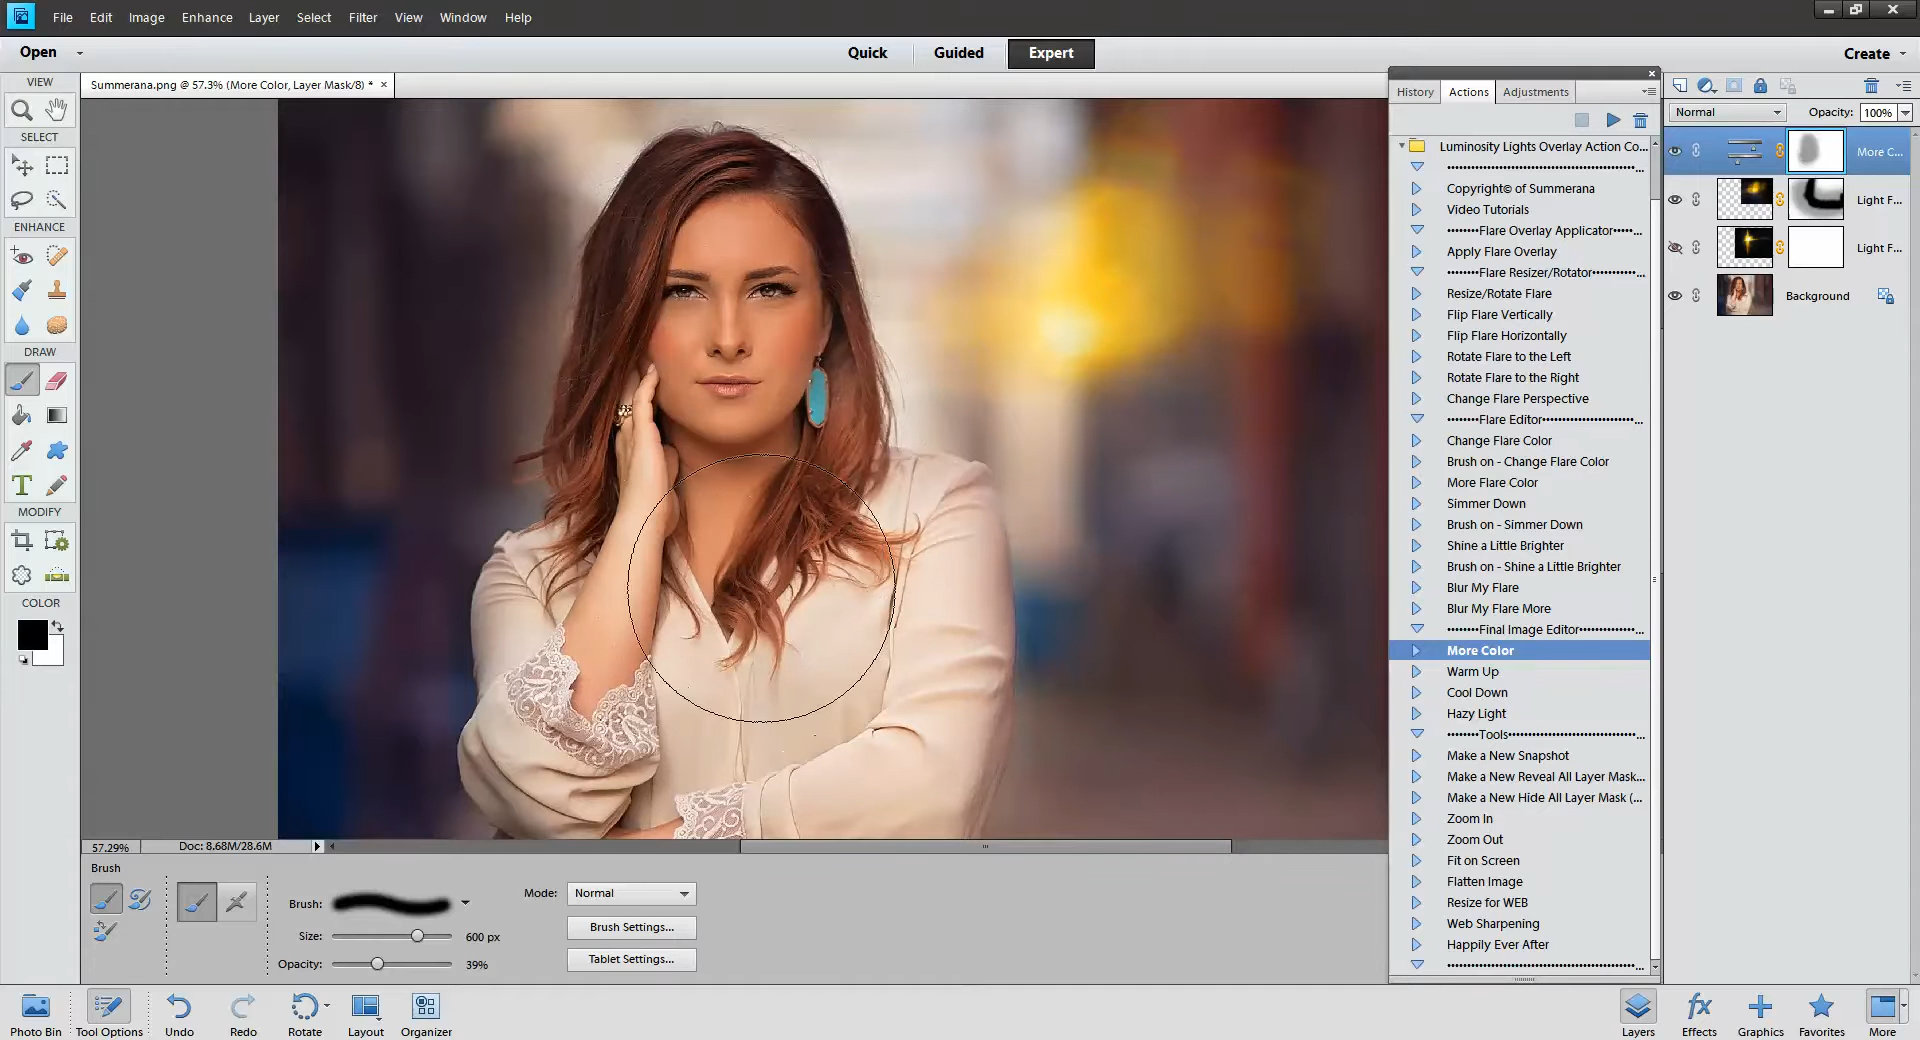 File Edit Image Enhance Layer Select Filter View Window Help
Open Quick Guided Expert Create
VIEW
Summerana.png @ 57.3% (More Color, Layer Mask/8) * ×
SELECT
ENHANCE
DRAW
T
MODIFY
COLOR
History Actions Adjustments
Luminosity Lights Overlay Action Co...
Copyright© of Summerana
Video Tutorials
········Flare Overlay Applicator·····...
Apply Flare Overlay
········Flare Resizer/Rotator···········...
Resize/Rotate Flare
Flip Flare Vertically
Flip Flare Horizontally
Rotate Flare to the Left
Rotate Flare to the Right
Change Flare Perspective
········Flare Editor······················...
Change Flare Color
Brush on - Change Flare Color
More Flare Color
Simmer Down
Brush on - Simmer Down
Shine a Little Brighter
Brush on - Shine a Little Brighter
Blur My Flare
Blur My Flare More
········Final Image Editor·············...
More Color
Warm Up
Cool Down
Hazy Light
········Tools·······························...
Make a New Snapshot
Make a New Reveal All Layer Mask...
Make a New Hide All Layer Mask (...
Zoom In
Zoom Out
Fit on Screen
Flatten Image
Resize for WEB
Web Sharpening
Happily Ever After
Normal Opacity: 100%
More C...
Light F...
Light F...
Background
57.29% Doc: 8.68M/28.6M
Brush
Brush:
Size: 600 px
Opacity: 39%
Mode: Normal
Brush Settings...
Tablet Settings...
Photo Bin Tool Options Undo Redo Rotate Layout Organizer
fx
Layers Effects Graphics Favorites More